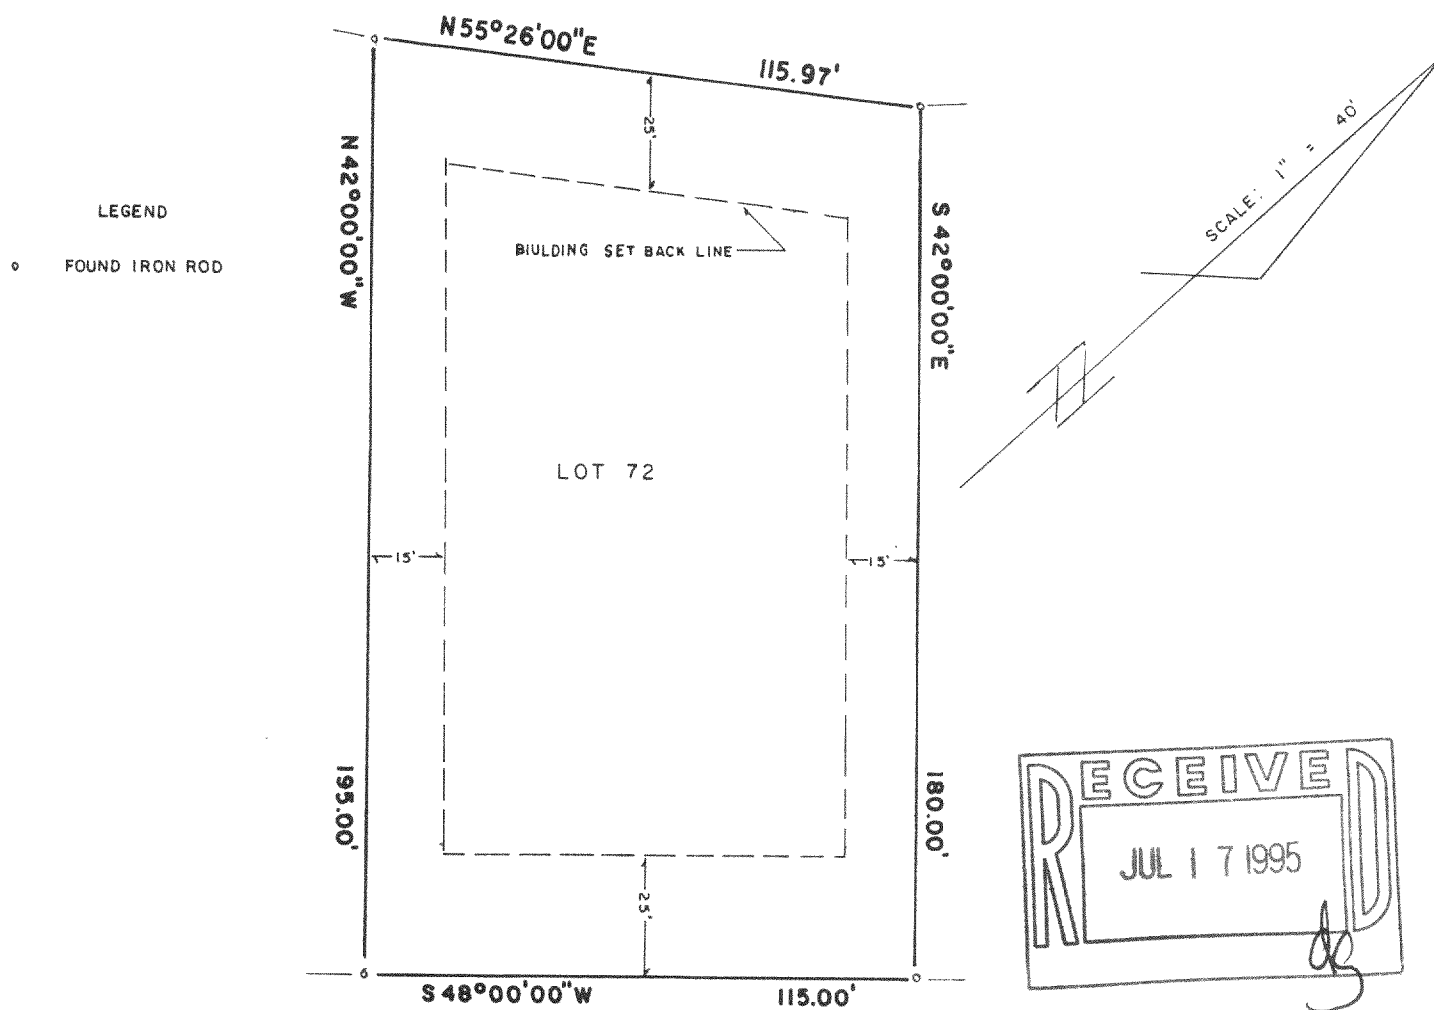 N55°26'00"E
115.97'
25'
N42°00'00"W
S42°00'00"E
SCALE: 1" = 40'
LEGEND
FOUND IRON ROD
BIULDING SET BACK LINE
N
LOT 72
15'
15'
195.00'
180.00'
25'
S48°00'00"W
115.00'
RECEIVED
JUL 17 1995